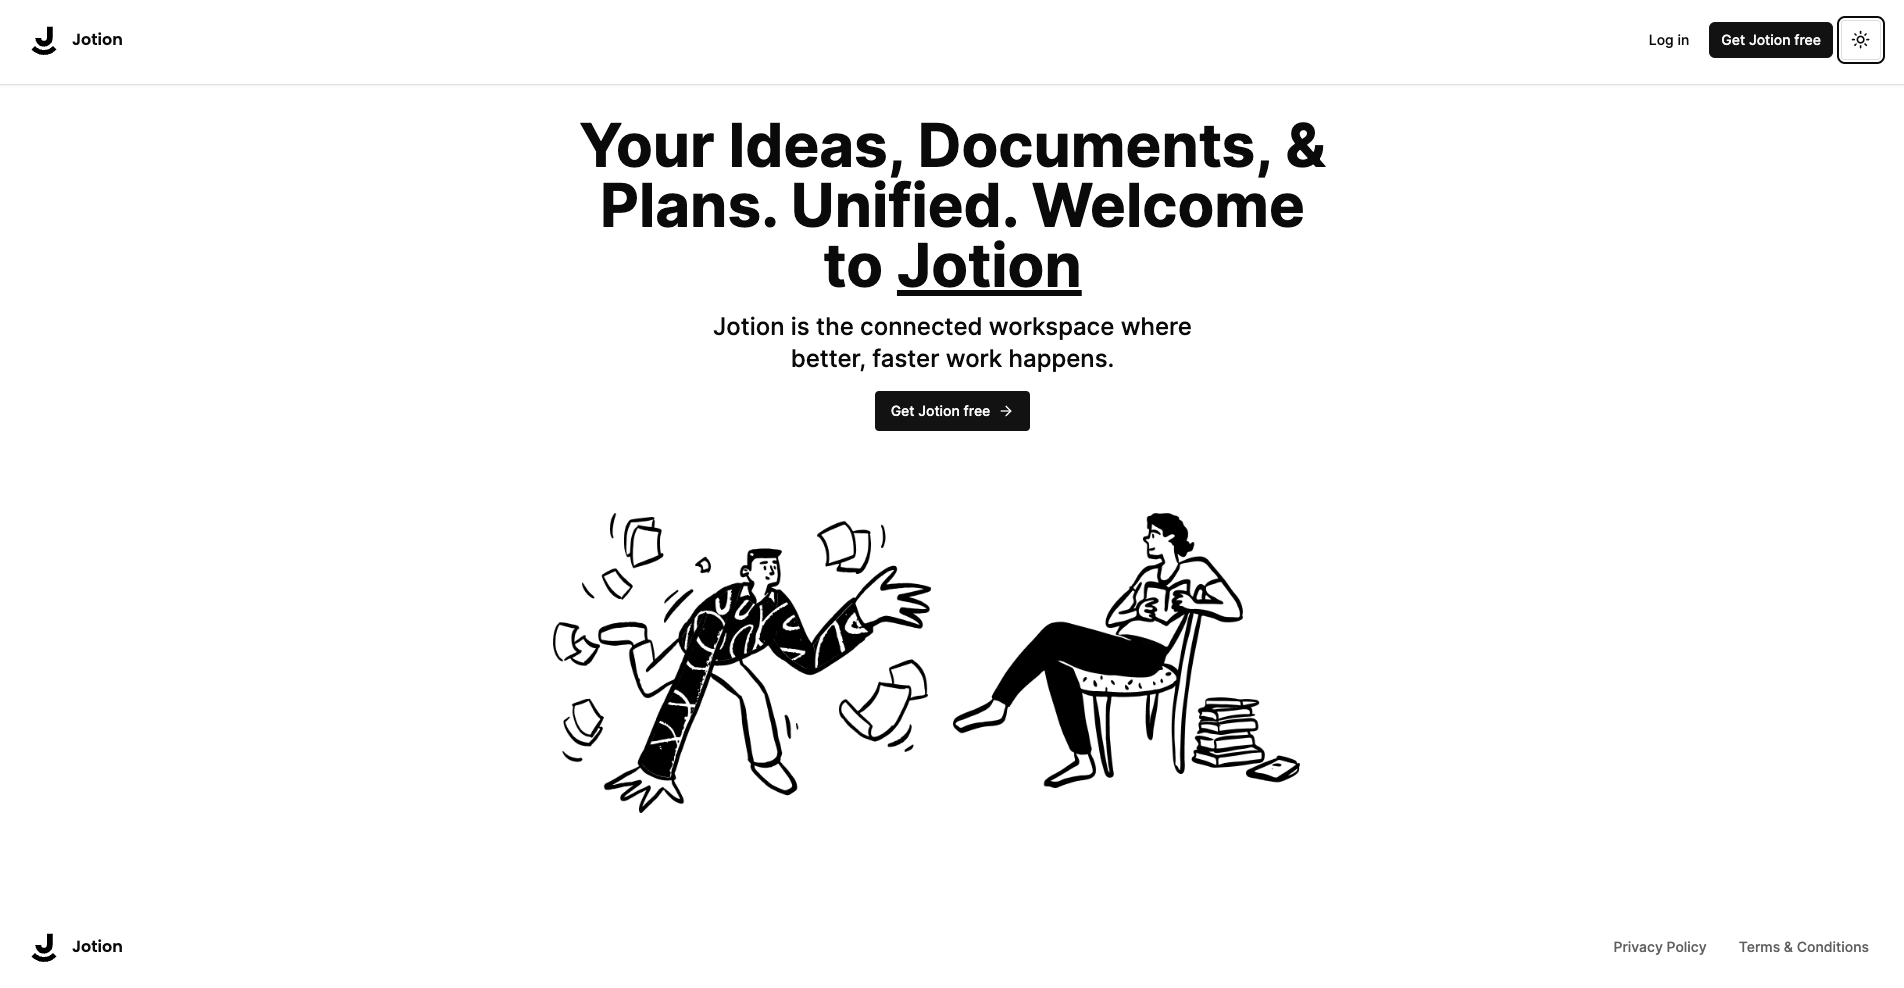 Jotion
Log in
Get Jotion free
Your Ideas, Documents, &
Plans. Unified. Welcome
to Jotion
Jotion is the connected workspace where
better, faster work happens.
Get Jotion free
Jotion
Privacy Policy
Terms & Conditions